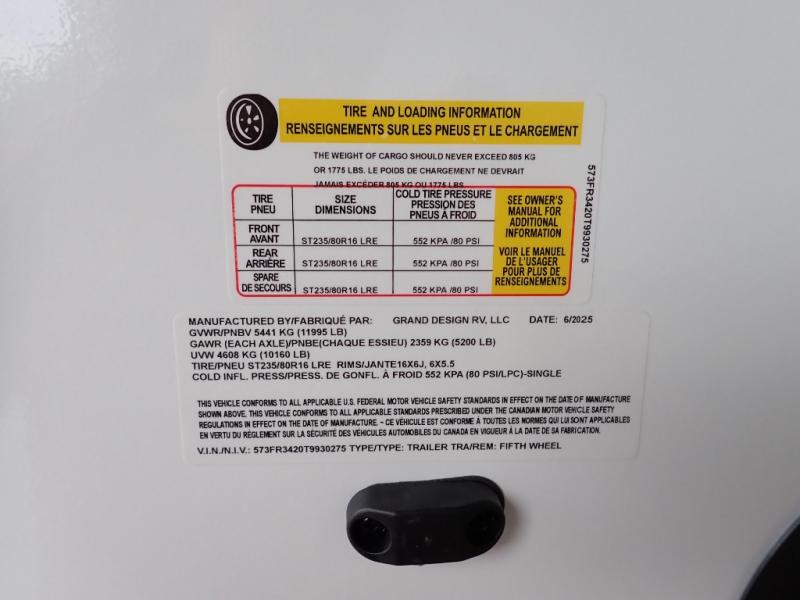 TIRE AND LOADING INFORMATION
RENSEIGNEMENTS SUR LES PNEUS ET LE CHARGEMENT
THE WEIGHT OF CARGO SHOULD NEVER EXCEED 805 KG
OR 1775 LBS. LE POIDS DE CHARGEMENT NE DEVRAIT
JAMAIS EXCÉDER 805 KG OU 1775 LBS.
TIRE
PNEU
SIZE
DIMENSIONS
COLD TIRE PRESSURE
PRESSION DES
PNEUS À FROID
FRONT
AVANT
ST235/80R16 LRE
552 KPA /80 PSI
REAR
ARRIÈRE
ST235/80R16 LRE
552 KPA /80 PSI
SPARE
DE SECOURS
ST235/80R16 LRE
552 KPA /80 PSI
SEE OWNER'S
MANUAL FOR
ADDITIONAL
INFORMATION
VOIR LE MANUEL
DE L'USAGER
POUR PLUS DE
RENSEIGNEMENTS
573FR3420T9930275
MANUFACTURED BY/FABRIQUÉ PAR: GRAND DESIGN RV, LLC DATE: 6/2025
GVWR/PNBV 5441 KG (11995 LB)
GAWR (EACH AXLE)/PNBE(CHAQUE ESSIEU) 2359 KG (5200 LB)
UVW 4608 KG (10160 LB)
TIRE/PNEU ST235/80R16 LRE RIMS/JANTE16X6J, 6X5.5
COLD INFL. PRESS/PRESS. DE GONFL. À FROID 552 KPA (80 PSI/LPC)-SINGLE
THIS VEHICLE CONFORMS TO ALL APPLICABLE U.S. FEDERAL MOTOR VEHICLE SAFETY STANDARDS IN EFFECT ON THE DATE OF MANUFACTURE
SHOWN ABOVE. THIS VEHICLE CONFORMS TO ALL APPLICABLE STANDARDS PRESCRIBED UNDER THE CANADIAN MOTOR VEHICLE SAFETY
REGULATIONS IN EFFECT ON THE DATE OF MANUFACTURE. - CE VÉHICULE EST CONFORME À TOUTES LES NORMES QUI LUI SONT APPLICABLES
EN VERTU DU RÈGLEMENT SUR LA SÉCURITÉ DES VÉHICULES AUTOMOBILES DU CANADA EN VIGUEUR À LA DATE DE SA FABRICATION.
V.I.N./N.I.V.: 573FR3420T9930275 TYPE/TYPE: TRAILER TRA/REM: FIFTH WHEEL